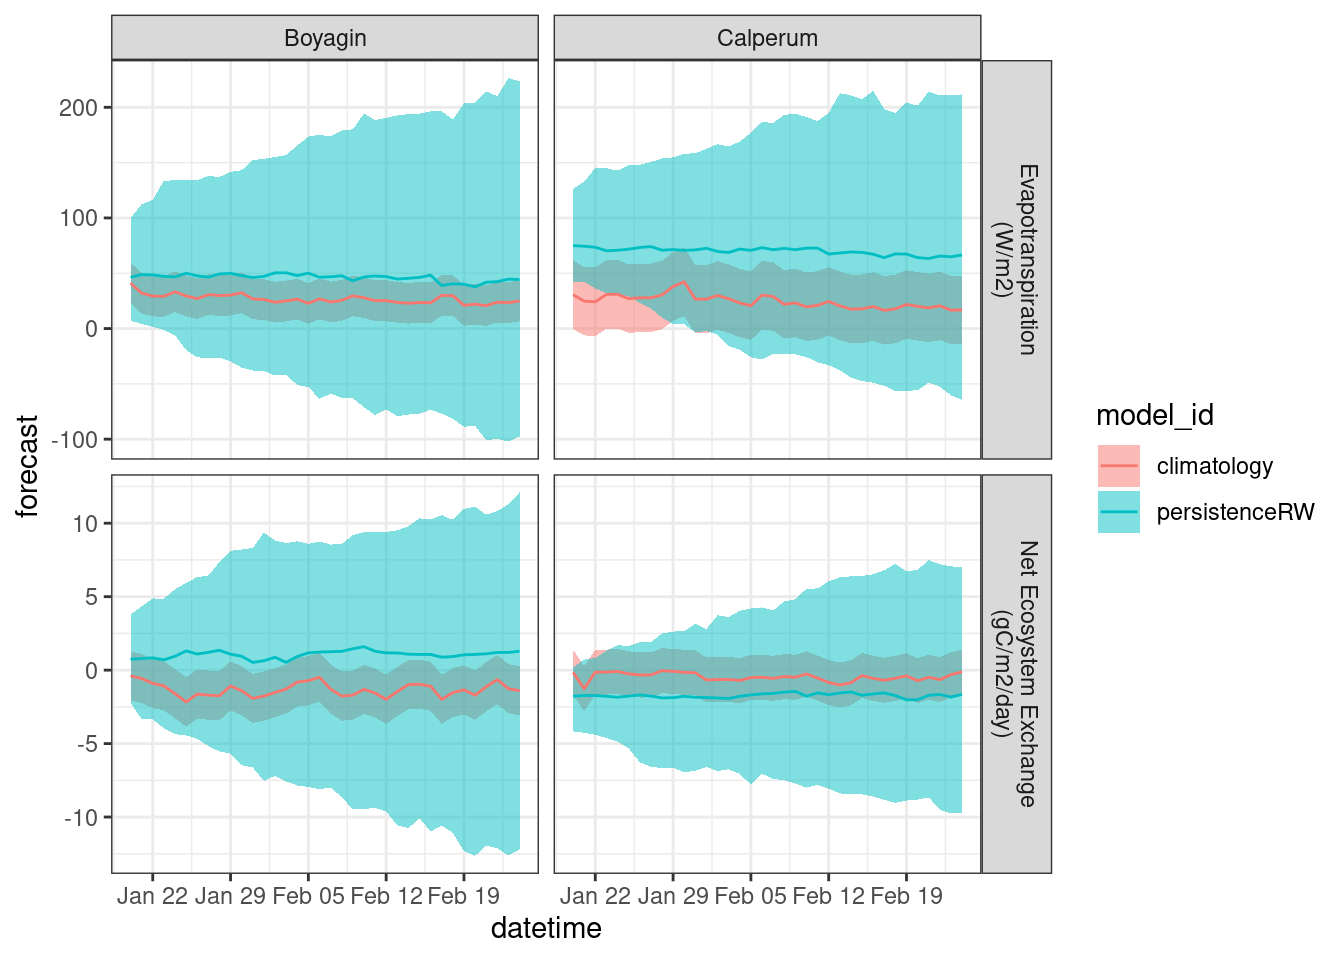 Boyagin
Calperum
200
100
0
-100
Evapotranspiration
(W/m2)
10
5
0
-5
-10
Net Ecosystem Exchange
(gC/m2/day)
forecast
Jan 22 Jan 29 Feb 05 Feb 12 Feb 19
Jan 22 Jan 29 Feb 05 Feb 12 Feb 19
datetime
model_id
climatology
persistenceRW